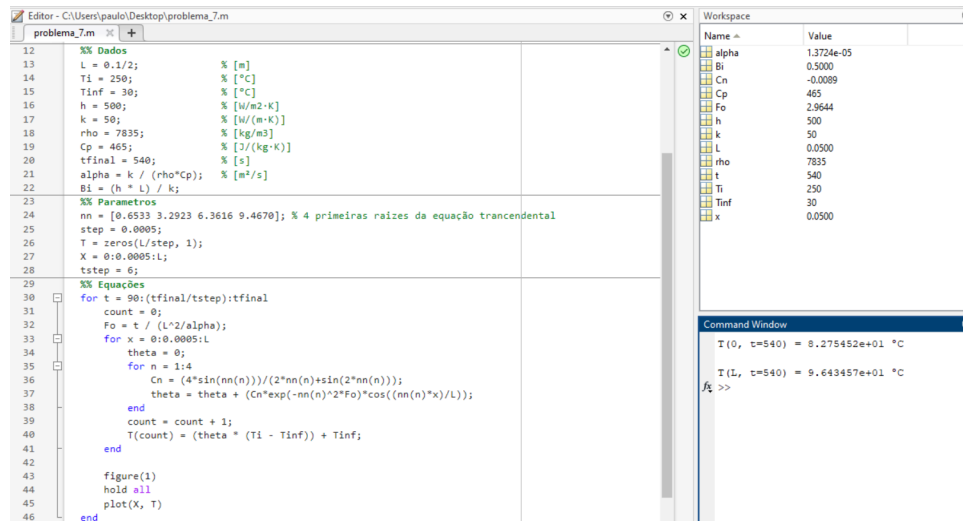 Editor - C:\Users\paulo\Desktop\problema_7.m
problema_7.m
12 %% Dados
13 L = 0.1/2; % [m]
14 Ti = 250; % [°C]
15 Tinf = 30; % [°C]
16 h = 500; % [W/m2·K]
17 k = 50; % [W/(m·K)]
18 rho = 7835; % [kg/m3]
19 Cp = 465; % [J/(kg·K)]
20 tfinal = 540; % [s]
21 alpha = k / (rho*Cp); % [m²/s]
22 Bi = (h * L) / k;
23 %% Parametros
24 nn = [0.6533 3.2923 6.3616 9.4670]; % 4 primeiras raízes da equação trancendental
25 step = 0.0005;
26 T = zeros(L/step, 1);
27 X = 0:0.0005:L;
28 tstep = 6;
29 %% Equações
30 for t = 90:(tfinal/tstep):tfinal
31 count = 0;
32 Fo = t / (L^2/alpha);
33 for x = 0:0.0005:L
34 theta = 0;
35 for n = 1:4
36 Cn = (4*sin(nn(n)))/(2*nn(n)+sin(2*nn(n)));
37 theta = theta + (Cn*exp(-nn(n)^2*Fo)*cos((nn(n)*x)/L));
38 end
39 count = count + 1;
40 T(count) = (theta * (Ti - Tinf)) + Tinf;
41 end
42
43 figure(1)
44 hold all
45 plot(X, T)
46 end
Workspace
Name Value
alpha 1.3724e-05
Bi 0.5000
Cn -0.0089
Cp 465
Fo 2.9644
h 500
k 50
L 0.0500
rho 7835
t 540
Ti 250
Tinf 30
x 0.0500
Command Window
T(0, t=540) = 8.275452e+01 °C
T(L, t=540) = 9.643457e+01 °C
fx >>